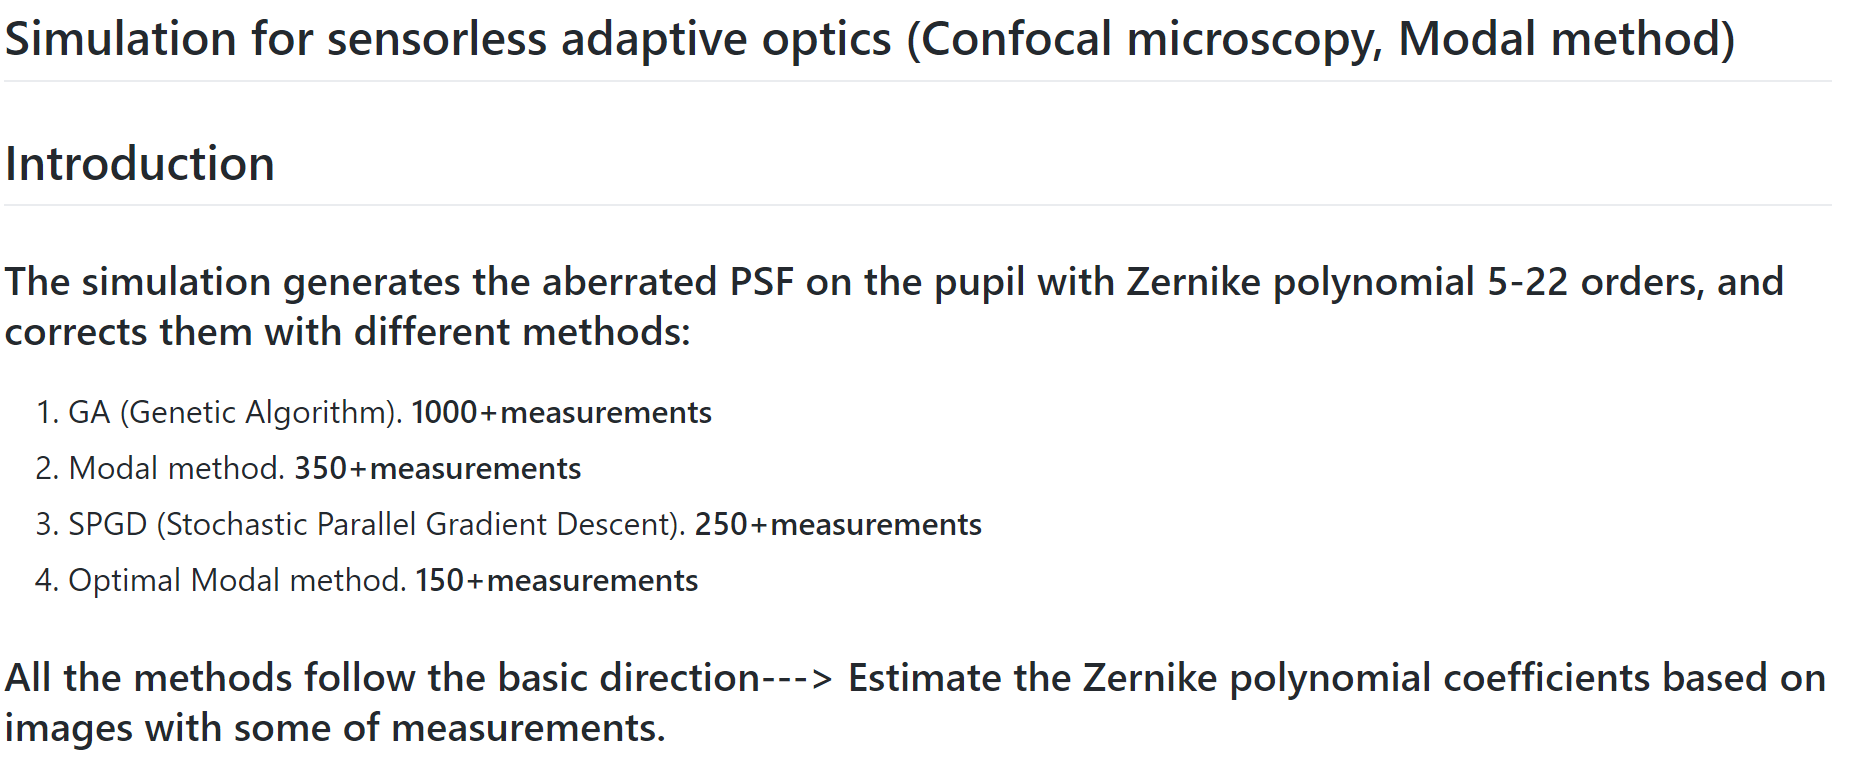 Simulation for sensorless adaptive optics (Confocal microscopy, Modal method)
Introduction
The simulation generates the aberrated PSF on the pupil with Zernike polynomial 5-22 orders, and
corrects them with different methods:
1. GA (Genetic Algorithm). 1000+measurements
2. Modal method. 350+measurements
3. SPGD (Stochastic Parallel Gradient Descent). 250+measurements
4. Optimal Modal method. 150+measurements
All the methods follow the basic direction---> Estimate the Zernike polynomial coefficients based on
images with some of measurements.